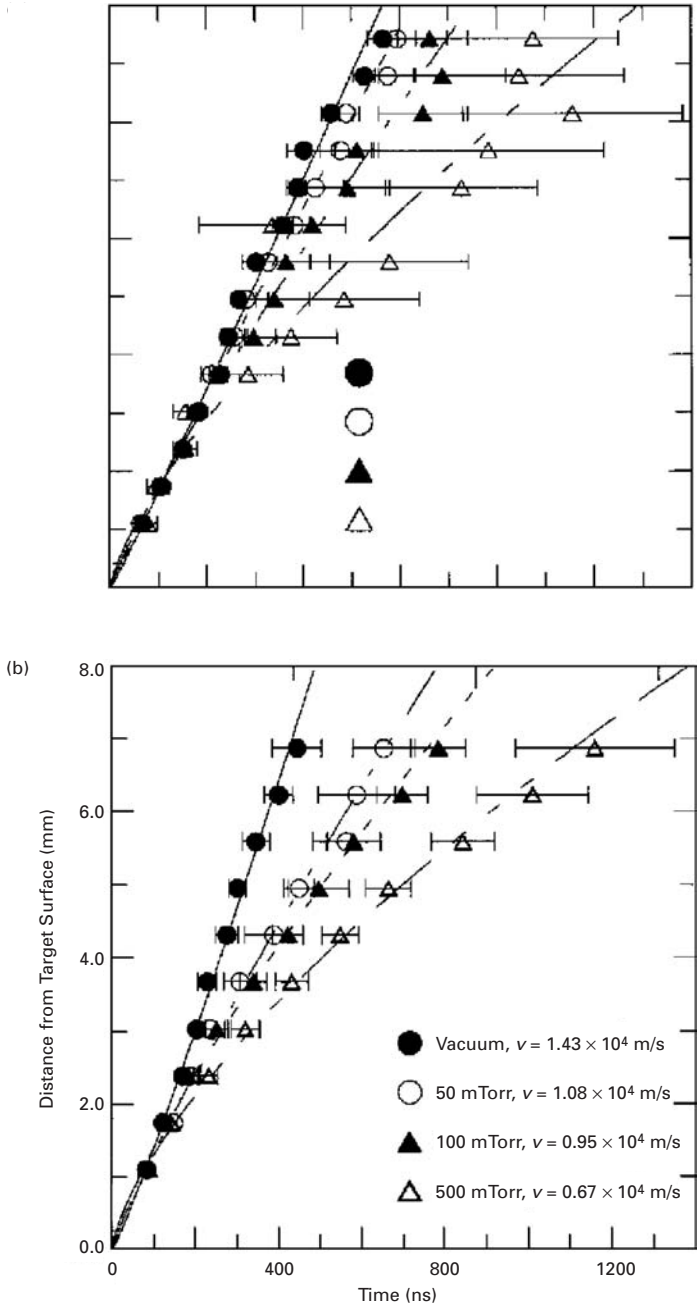 (b)
8.0
6.0
4.0
2.0
0.0
Distance from Target Surface (mm)
Vacuum, v = 1.43 × 10⁴ m/s
50 mTorr, v = 1.08 × 10⁴ m/s
100 mTorr, v = 0.95 × 10⁴ m/s
500 mTorr, v = 0.67 × 10⁴ m/s
0 400 800 1200
Time (ns)